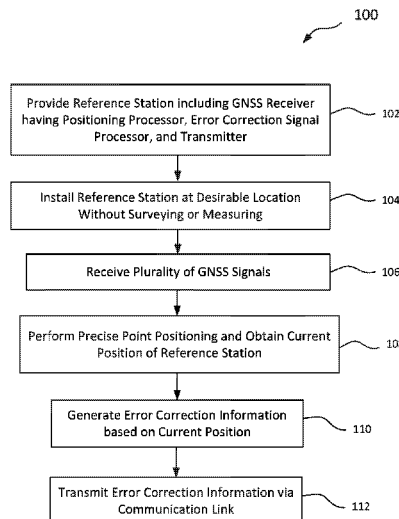 100
Provide Reference Station including GNSS Receiver
having Positioning Processor, Error Correction Signal
Processor, and Transmitter
102
Install Reference Station at Desirable Location
Without Surveying or Measuring
104
Receive Plurality of GNSS Signals
106
Perform Precise Point Positioning and Obtain Current
Position of Reference Station
Generate Error Correction Information
based on Current Position
110
Transmit Error Correction Information via
Communication Link
112